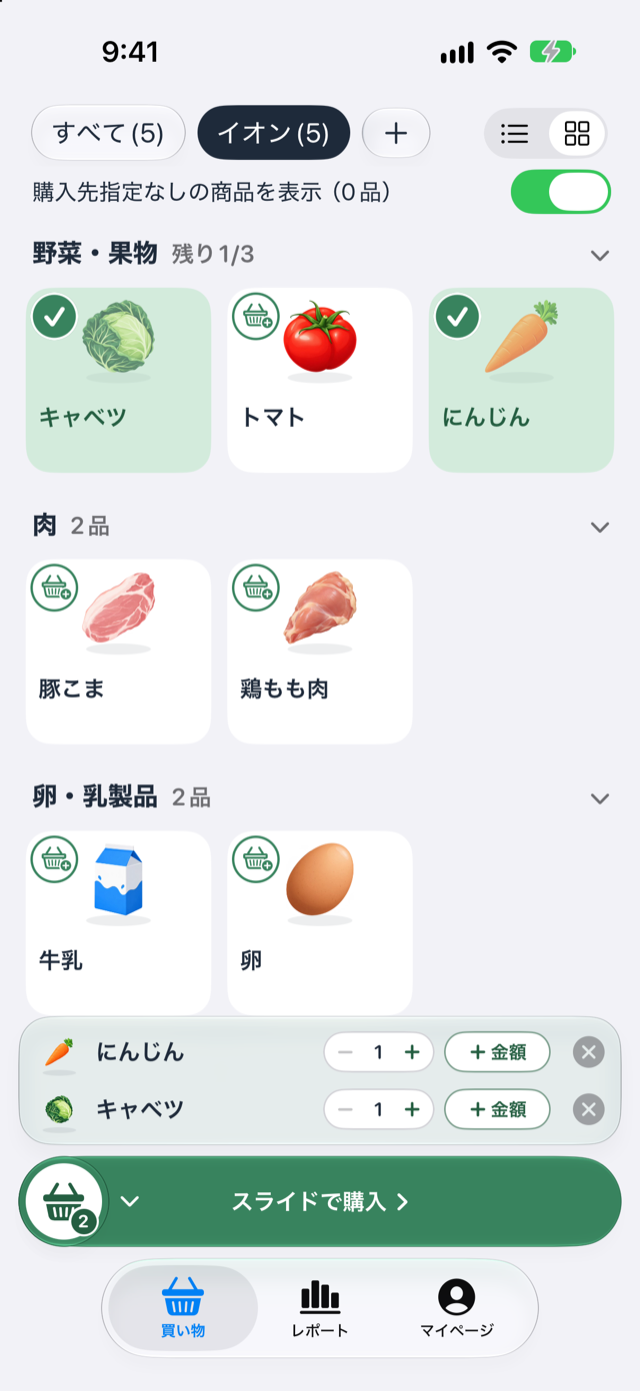 9:41
すべて (5) イオン (5) +
購入先指定なしの商品を表示（0品）
野菜・果物 残り1/3
キャベツ トマト にんじん
肉 2品
豚こま 鶏もも肉
卵・乳製品 2品
牛乳 卵
にんじん − 1 + +金額
キャベツ − 1 + +金額
2 スライドで購入
買い物 レポート マイページ